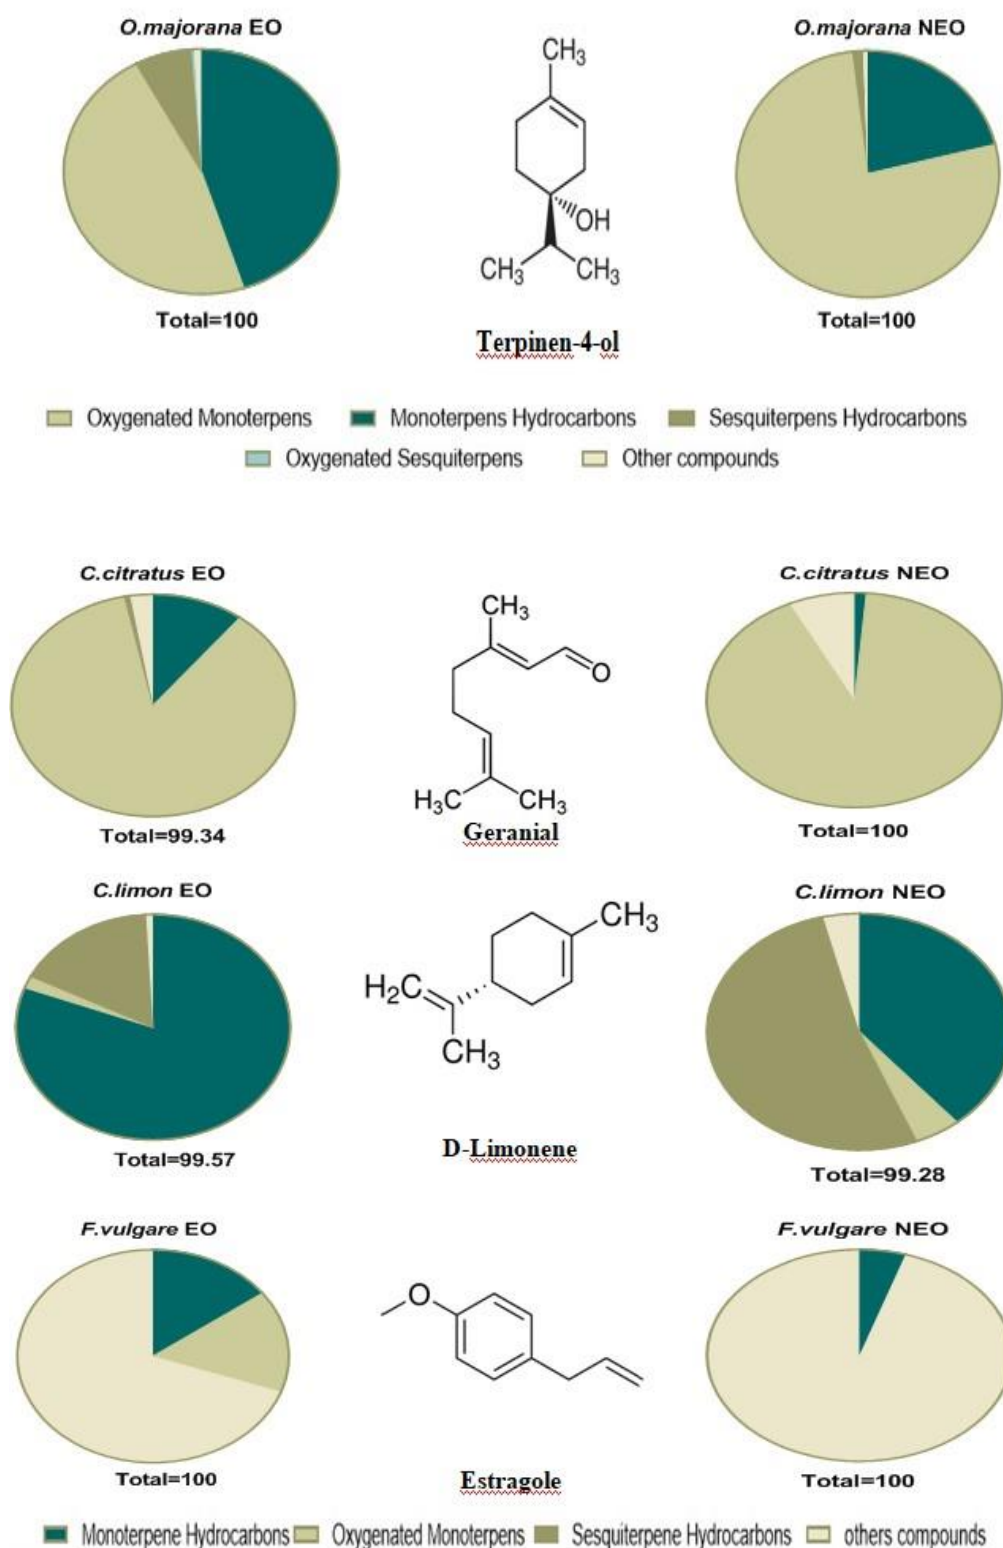 O.majorana EO
O.majorana NEO
CH3
OH
CH3
CH3
Total=100
Total=100
Terpinen-4-ol
Oxygenated Monoterpens
Monoterpens Hydrocarbons
Sesquiterpens Hydrocarbons
Oxygenated Sesquiterpens
Other compounds
C.citratus EO
C.citratus NEO
CH3
O
H3C
CH3
Total=99.34
Geranial
Total=100
C.limon EO
C.limon NEO
CH3
H2C
CH3
D-Limonene
Total=99.57
Total=99.28
F.vulgare EO
F.vulgare NEO
O
Total=100
Estragole
Total=100
Monoterpene Hydrocarbons
Oxygenated Monoterpens
Sesquiterpene Hydrocarbons
others compounds